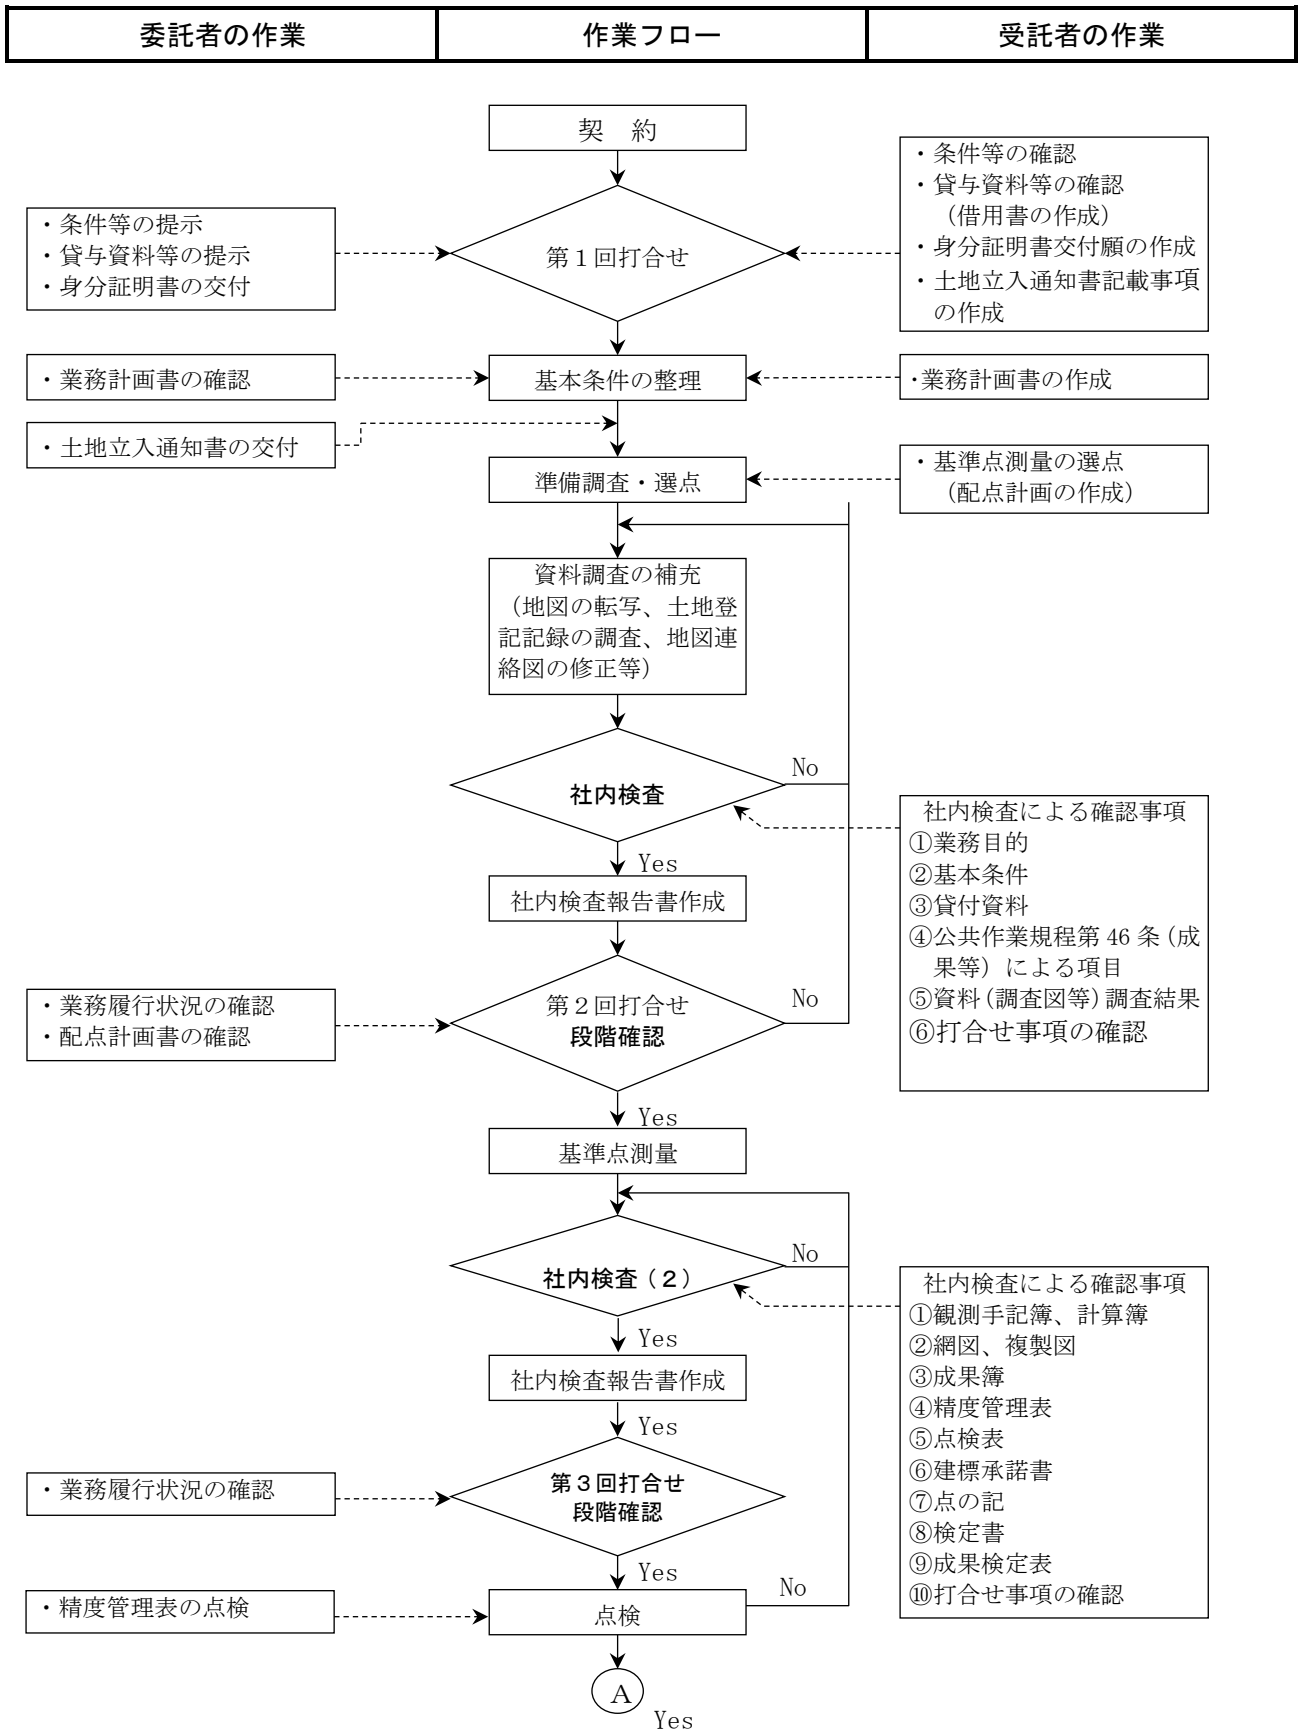 委託者の作業
作業フロー
受託者の作業
契　約
・条件等の確認
・貸与資料等の確認
（借用書の作成）
・身分証明書交付願の作成
・土地立入通知書記載事項
の作成
・条件等の提示
・貸与資料等の提示
・身分証明書の交付
第１回打合せ
・業務計画書の確認
基本条件の整理
・業務計画書の作成
・土地立入通知書の交付
準備調査・選点
・基準点測量の選点
（配点計画の作成）
資料調査の補充
（地図の転写、土地登
記記録の調査、地図連
絡図の修正等）
社内検査
No
Yes
社内検査による確認事項
①業務目的
②基本条件
③貸付資料
④公共作業規程第 46 条（成
果等）による項目
⑤資料（調査図等）調査結果
⑥打合せ事項の確認
社内検査報告書作成
・業務履行状況の確認
・配点計画書の確認
第２回打合せ
段階確認
No
Yes
基準点測量
社内検査（２）
No
Yes
社内検査による確認事項
①観測手記簿、計算簿
②網図、複製図
③成果簿
④精度管理表
⑤点検表
⑥建標承諾書
⑦点の記
⑧検定書
⑨成果検定表
⑩打合せ事項の確認
社内検査報告書作成
Yes
・業務履行状況の確認
第３回打合せ
段階確認
Yes
・精度管理表の点検
点検
No
A
Yes